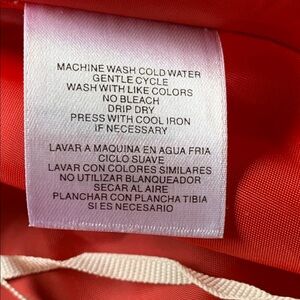 MACHINE WASH COLD WATER
GENTLE CYCLE
WASH WITH LIKE COLORS
NO BLEACH
DRIP DRY
PRESS WITH COOL IRON
IF NECESSARY
LAVAR A MAQUINA EN AGUA FRIA
CICLO SUAVE
LAVAR CON COLORES SIMILARES
NO UTILIZAR BLANQUEADOR
SECAR AL AIRE
PLANCHAR CON PLANCHA TIBIA
SI ES NECESARIO